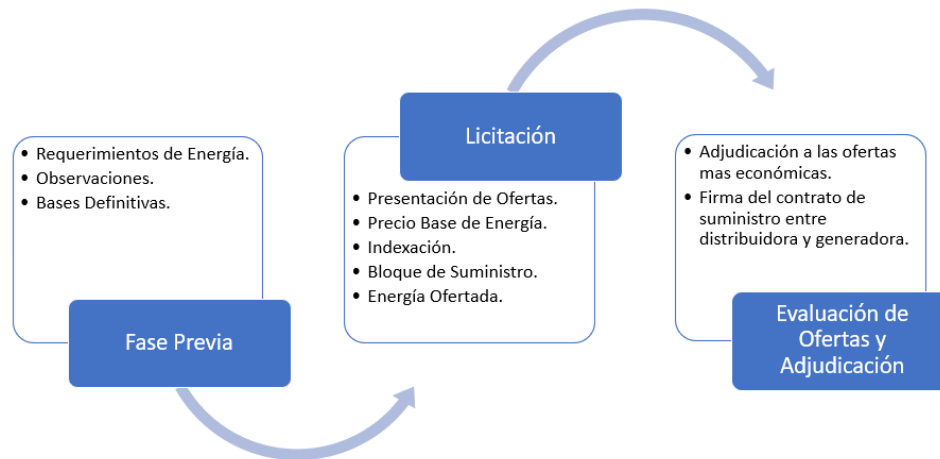 • Requerimientos de Energía.
• Observaciones.
• Bases Definitivas.
Fase Previa
Licitación
• Presentación de Ofertas.
• Precio Base de Energía.
• Indexación.
• Bloque de Suministro.
• Energía Ofertada.
• Adjudicación a las ofertas
mas económicas.
• Firma del contrato de
suministro entre
distribuidora y generadora.
Evaluación de
Ofertas y
Adjudicación